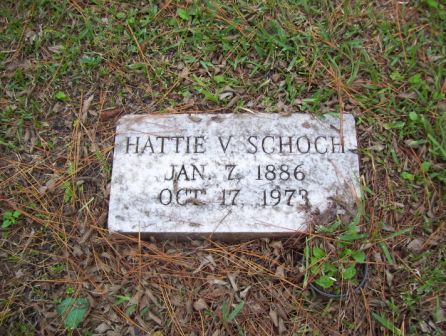 HATTIE V. SCHOCH
JAN. 7, 1886
OCT. 17, 1973